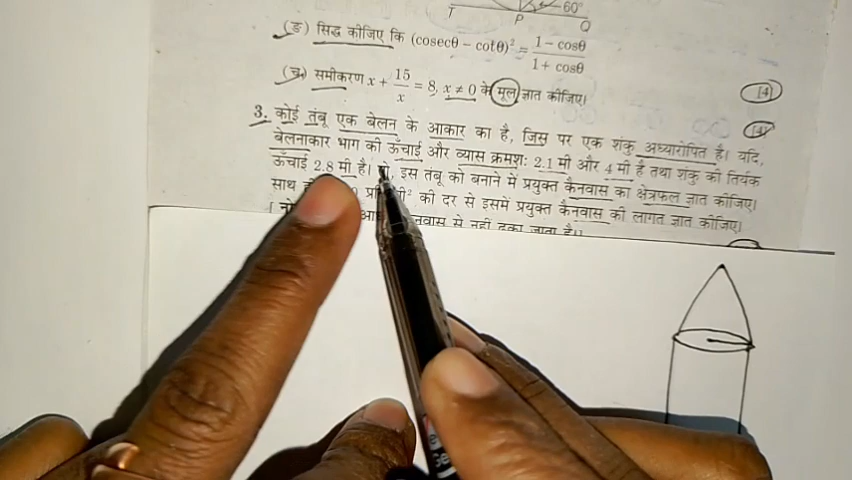 T P Q 60°
(ङ) सिद्ध कीजिए कि (cosecθ – cotθ)² = 1 – cosθ / 1 + cosθ
(च) समीकरण x + 15/x = 8, x ≠ 0 के मूल ज्ञात कीजिए। [4]
3. कोई तंबू एक बेलन के आकार का है, जिस पर एक शंकु अध्यारोपित है। यदि,
बेलनाकार भाग की ऊँचाई और व्यास क्रमशः 2.1 मी और 4 मी है तथा शंकु की तिर्यक
ऊँचाई 2.8 मी है। तो, इस तंबू को बनाने में प्रयुक्त कैनवास का क्षेत्रफल ज्ञात कीजिए।
साथ की दर से इसमें प्रयुक्त कैनवास की लागत ज्ञात कीजिए।
से नहीं ढका जाता है।